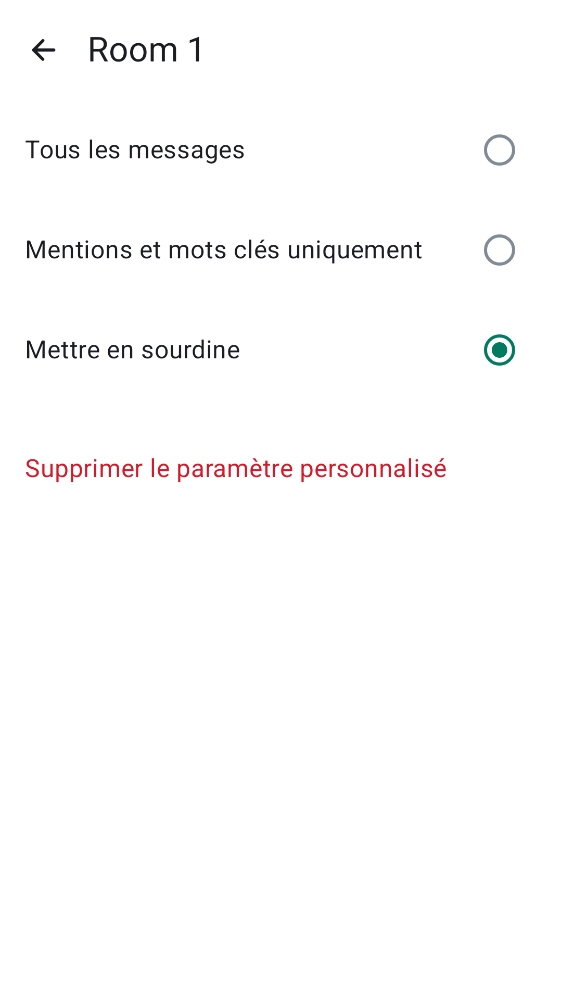 Room 1
Tous les messages
Mentions et mots clés uniquement
Mettre en sourdine
Supprimer le paramètre personnalisé